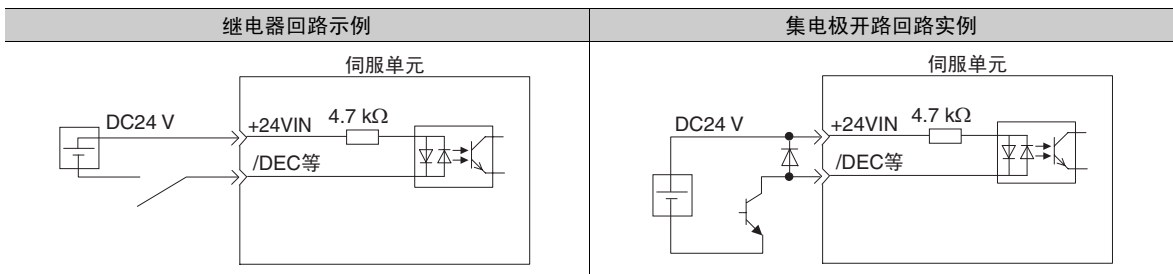 继电器回路示例
集电极开路回路实例
伺服单元
DC24 V
+24VIN
4.7 kΩ
/DEC等
伺服单元
DC24 V
+24VIN
4.7 kΩ
/DEC等